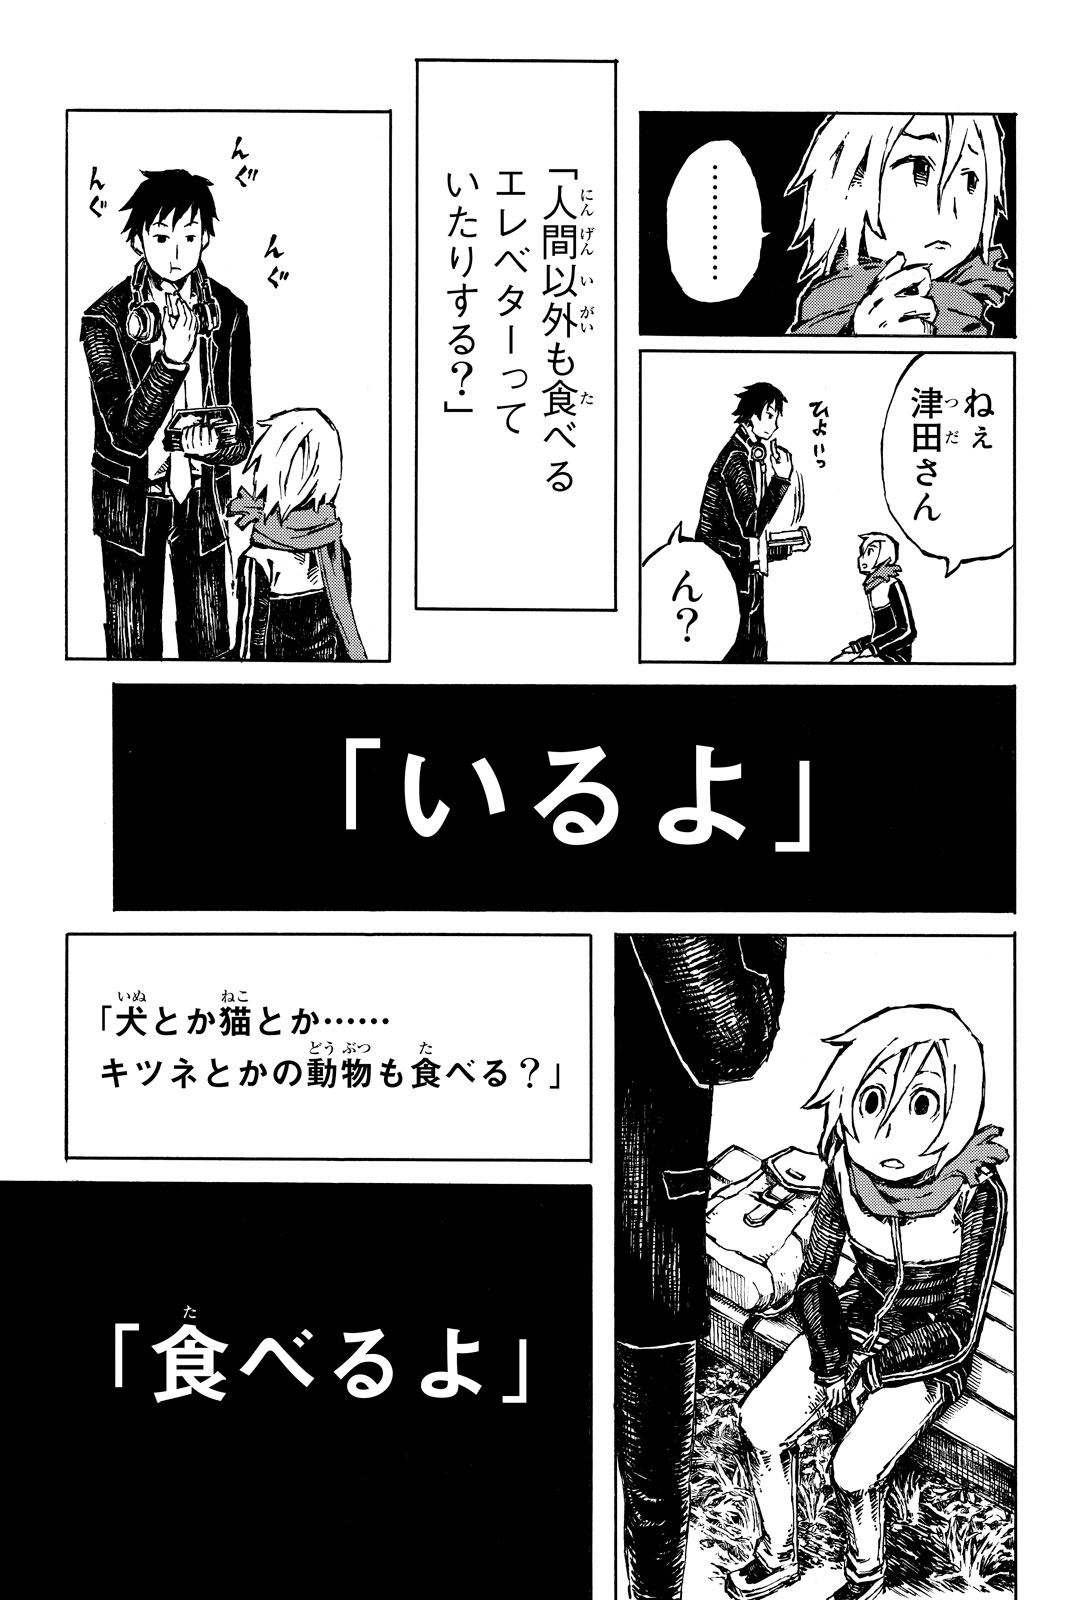 …………
ねぇ
津田さん
ひょいっ
ん？
「人間以外も食べる
エレベターって
いたりする？」
んぐ
んぐ
んぐ
「いるよ」
「犬とか猫とか……
キツネとかの動物も食べる？」
「食べるよ」